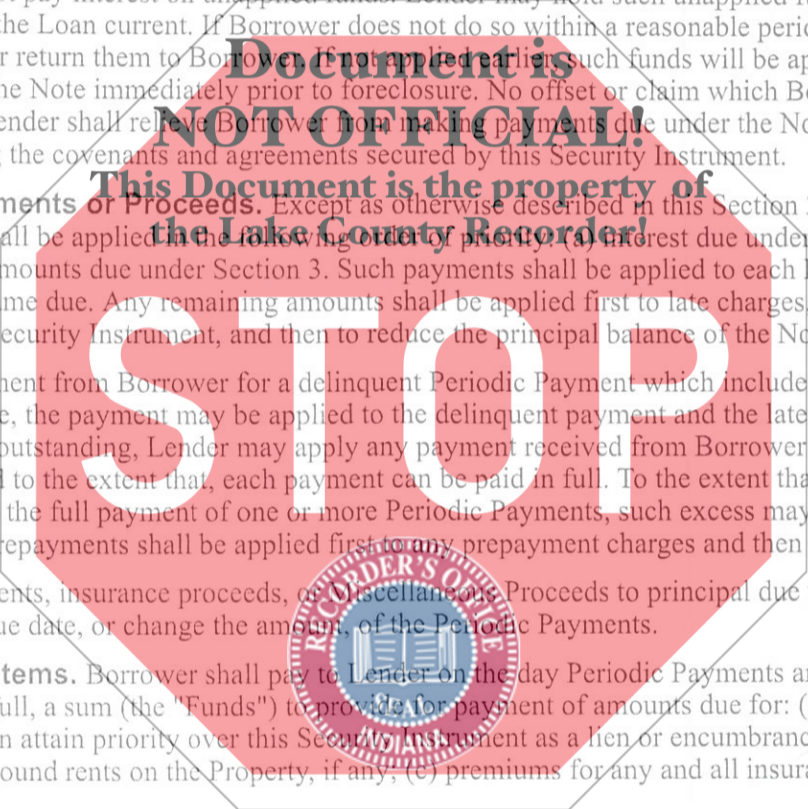 the Loan current. If Borrower does not do so within a reasonable
r return them to Borrower. If not applied earlier, such funds will be
Document is
he Note immediately prior to foreclosure. No offset or claim which
NOT OFFICIAL!
ender shall relieve Borrower from making payments due under the
the covenants and agreements secured by this Security Instrument.
This Document is the property of
ments or Proceeds. Except as otherwise described in this Section
the Lake County Recorder!
all be applied in the following order of priority: (a) interest due under
mounts due under Section 3. Such payments shall be applied to each
me due. Any remaining amounts shall be applied first to late charges
ecurity Instrument, and then to reduce the principal balance of the
STOP
ent from Borrower for a delinquent Periodic Payment which include
e, the payment may be applied to the delinquent payment and the late
outstanding, Lender may apply any payment received from Borrower
to the extent that, each payment can be paid in full. To the extent
the full payment of one or more Periodic Payments, such excess may
repayments shall be applied first to any prepayment charges and then
ents, insurance proceeds, or Miscellaneous Proceeds to principal due
ue date, or change the amount, of the Periodic Payments.
RECORDER'S OFFICE
SEAL
INDIANA
tems. Borrower shall pay to Lender on the day Periodic Payments
ull, a sum (the "Funds") to provide for payment of amounts due for:
n attain priority over this Security Instrument as a lien or
ound rents on the Property, if any; (c) premiums for any and all